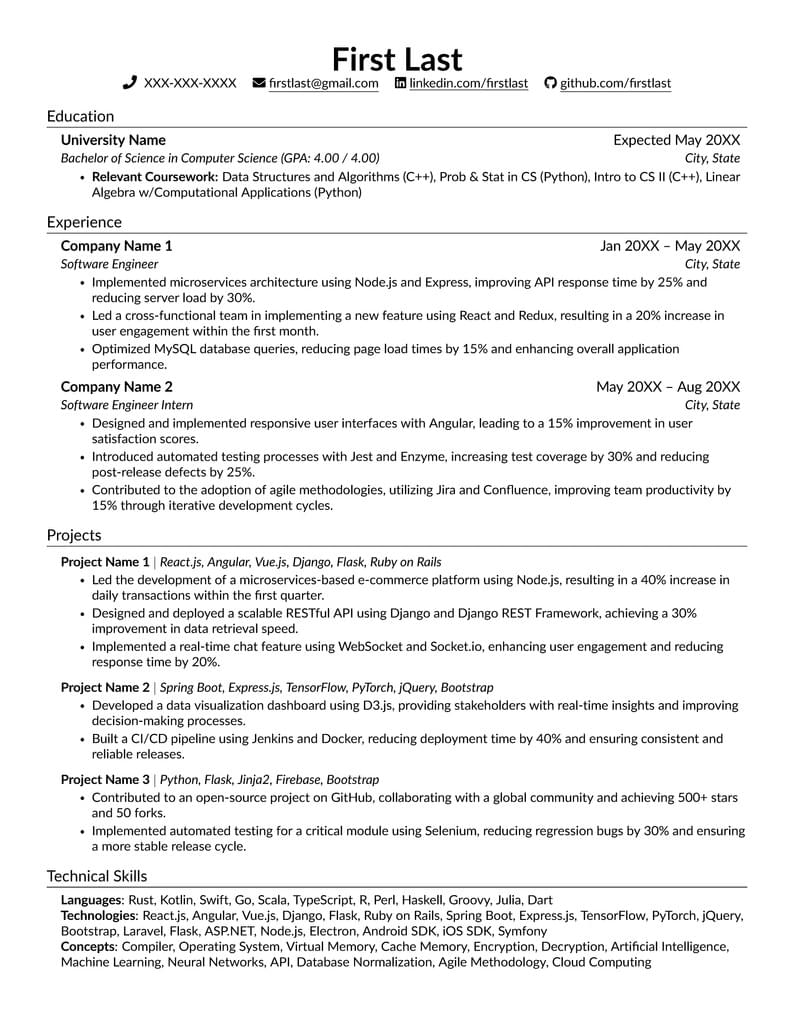 First Last
XXX-XXX-XXXX firstlast@gmail.com linkedin.com/firstlast github.com/firstlast
Education
University Name Expected May 20XX
Bachelor of Science in Computer Science (GPA: 4.00 / 4.00) City, State
• Relevant Coursework: Data Structures and Algorithms (C++), Prob & Stat in CS (Python), Intro to CS II (C++), Linear
Algebra w/Computational Applications (Python)
Experience
Company Name 1 Jan 20XX – May 20XX
Software Engineer City, State
• Implemented microservices architecture using Node.js and Express, improving API response time by 25% and
reducing server load by 30%.
• Led a cross-functional team in implementing a new feature using React and Redux, resulting in a 20% increase in
user engagement within the first month.
• Optimized MySQL database queries, reducing page load times by 15% and enhancing overall application
performance.
Company Name 2 May 20XX – Aug 20XX
Software Engineer Intern City, State
• Designed and implemented responsive user interfaces with Angular, leading to a 15% improvement in user
satisfaction scores.
• Introduced automated testing processes with Jest and Enzyme, increasing test coverage by 30% and reducing
post-release defects by 25%.
• Contributed to the adoption of agile methodologies, utilizing Jira and Confluence, improving team productivity by
15% through iterative development cycles.
Projects
Project Name 1 | React.js, Angular, Vue.js, Django, Flask, Ruby on Rails
• Led the development of a microservices-based e-commerce platform using Node.js, resulting in a 40% increase in
daily transactions within the first quarter.
• Designed and deployed a scalable RESTful API using Django and Django REST Framework, achieving a 30%
improvement in data retrieval speed.
• Implemented a real-time chat feature using WebSocket and Socket.io, enhancing user engagement and reducing
response time by 20%.
Project Name 2 | Spring Boot, Express.js, TensorFlow, PyTorch, jQuery, Bootstrap
• Developed a data visualization dashboard using D3.js, providing stakeholders with real-time insights and improving
decision-making processes.
• Built a CI/CD pipeline using Jenkins and Docker, reducing deployment time by 40% and ensuring consistent and
reliable releases.
Project Name 3 | Python, Flask, Jinja2, Firebase, Bootstrap
• Contributed to an open-source project on GitHub, collaborating with a global community and achieving 500+ stars
and 50 forks.
• Implemented automated testing for a critical module using Selenium, reducing regression bugs by 30% and ensuring
a more stable release cycle.
Technical Skills
Languages: Rust, Kotlin, Swift, Go, Scala, TypeScript, R, Perl, Haskell, Groovy, Julia, Dart
Technologies: React.js, Angular, Vue.js, Django, Flask, Ruby on Rails, Spring Boot, Express.js, TensorFlow, PyTorch, jQuery,
Bootstrap, Laravel, Flask, ASP.NET, Node.js, Electron, Android SDK, iOS SDK, Symfony
Concepts: Compiler, Operating System, Virtual Memory, Cache Memory, Encryption, Decryption, Artificial Intelligence,
Machine Learning, Neural Networks, API, Database Normalization, Agile Methodology, Cloud Computing